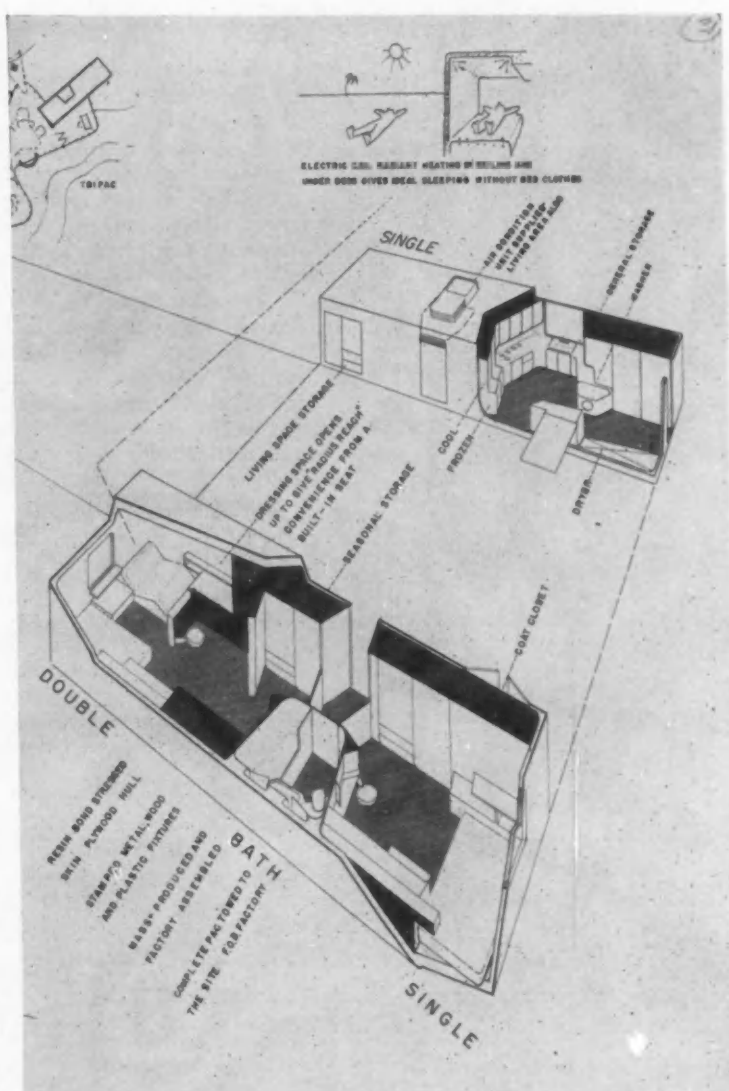 (3)
TRIPAC
ELECTRIC RADIANT HEATING IN CEILING AND
UNDER BEDS GIVES IDEAL SLEEPING WITHOUT BED CLOTHES
SINGLE
AIR CONDITION
UNIT SUPPLIES
LIVING AREA ALSO
GENERAL STORAGE
WASHER
LIVING SPACE STORAGE
DRESSING SPACE OPENS
UP TO GIVE "RADIUS REACH"
CONVENIENCE FROM A
BUILT-IN SEAT
SEASONAL STORAGE
COOL
FROZEN
DRYER
COAT CLOSET
DOUBLE
RESIN BOND STRESSED
SKIN PLYWOOD HULL
STAMPED METAL, WOOD
AND PLASTIC FIXTURES
MASS PRODUCED AND
FACTORY ASSEMBLED
BATH
COMPLETE PAC TOWED TO
THE SITE F.O.B. FACTORY
SINGLE